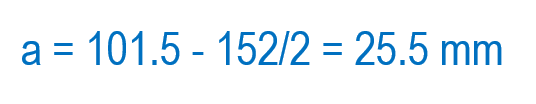 a = 101.5 - 152/2 = 25.5 mm